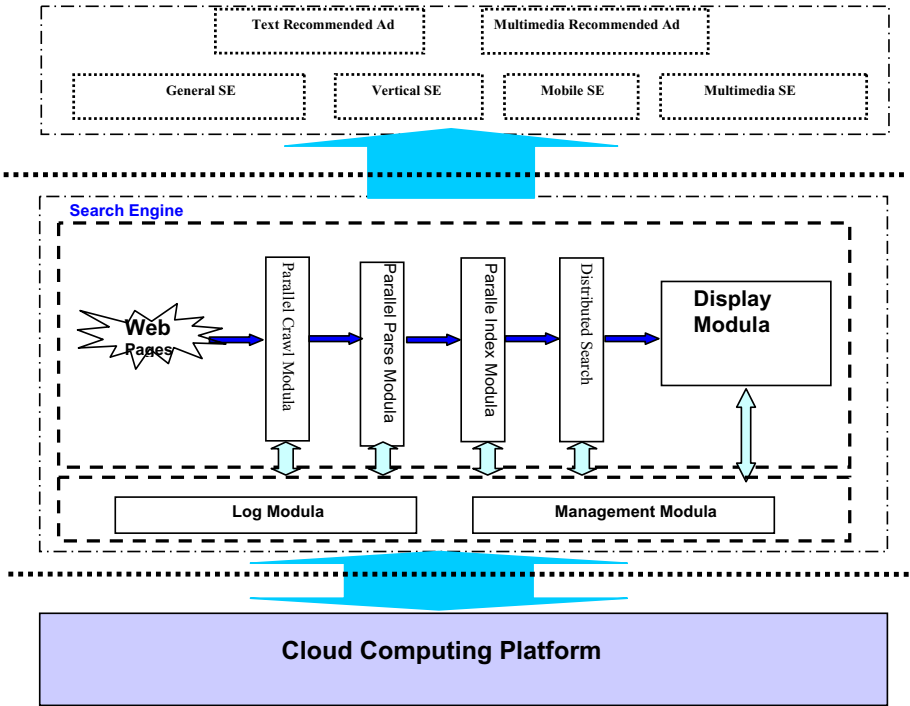 Text Recommended Ad
Multimedia Recommended Ad
General SE
Vertical SE
Mobile SE
Multimedia SE
Search Engine
Web
Pages
Parallel Crawl Modula
Parallel Parse Modula
Paralle Index Modula
Distributed Search
Display
Modula
Log Modula
Management Modula
Cloud Computing Platform